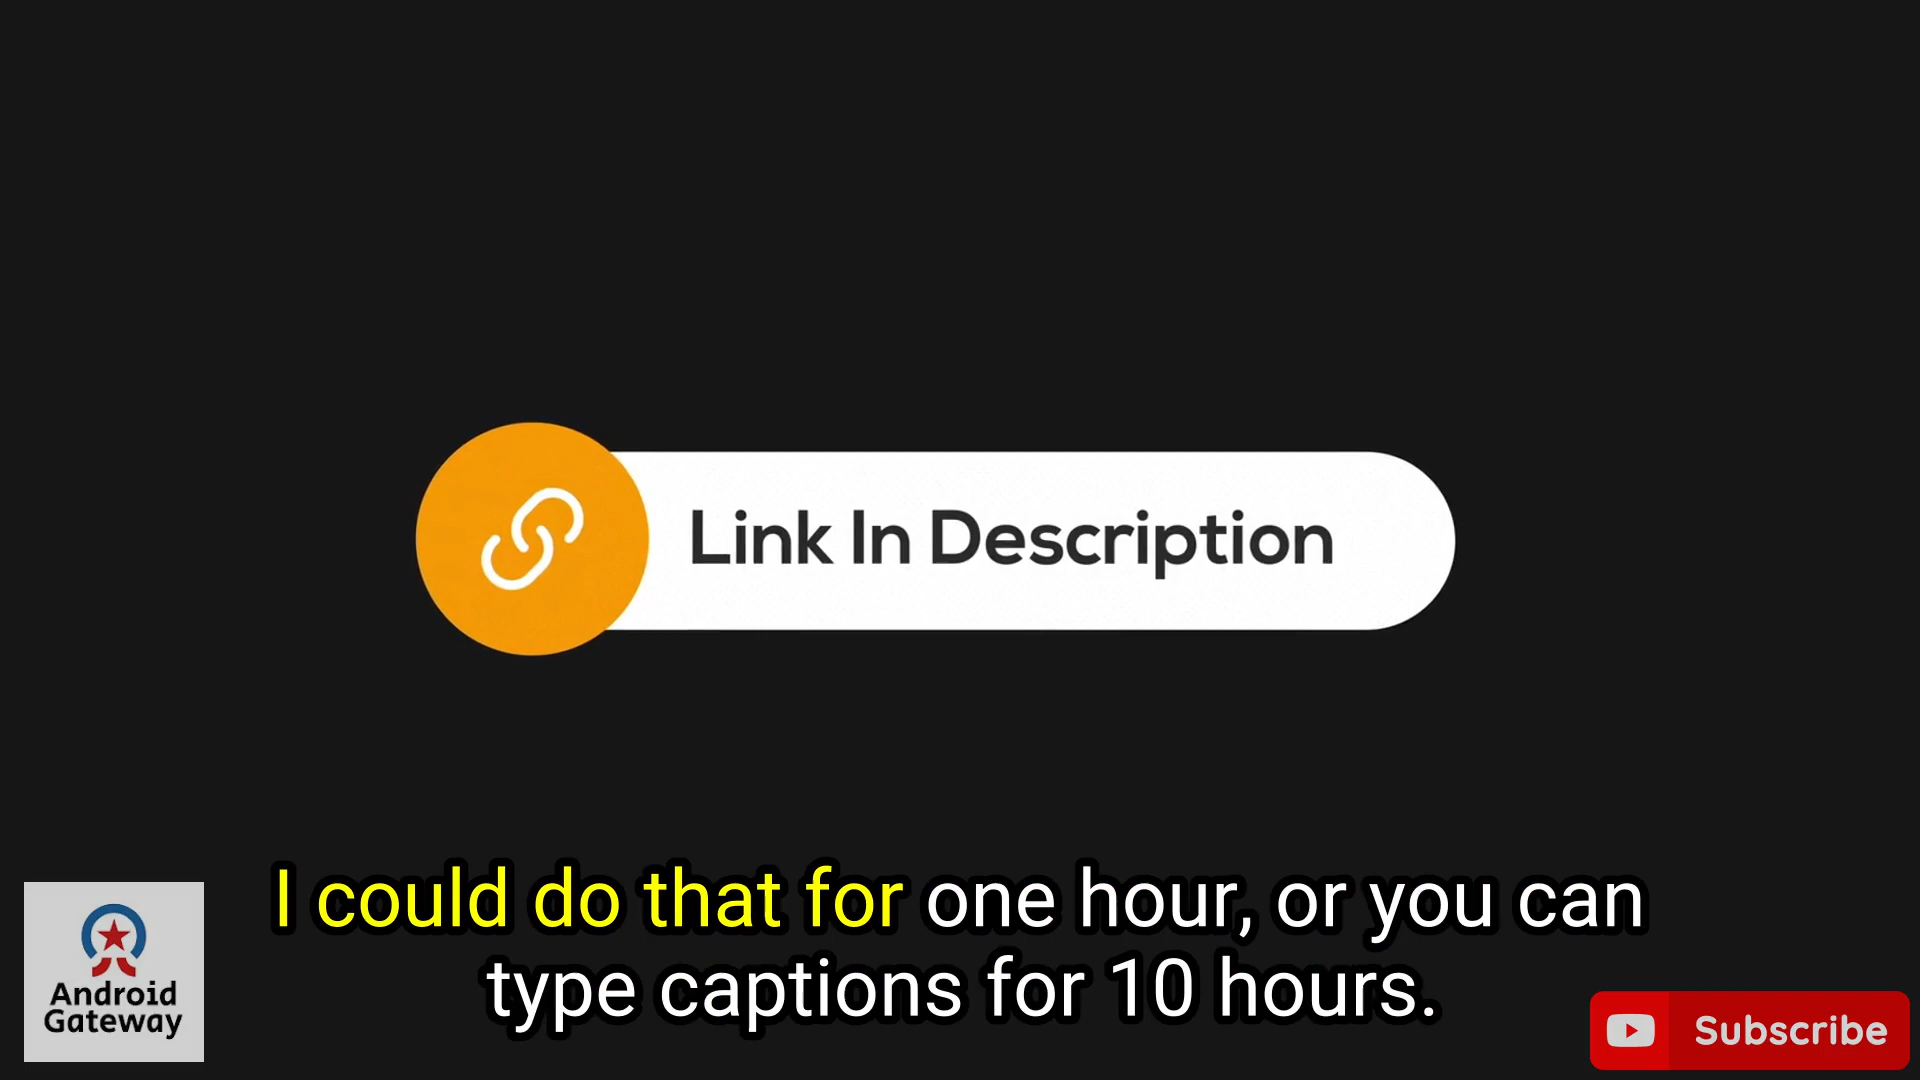 Link In Description
I could do that for one hour, or you can
type captions for 10 hours.
Android
Gateway
Subscribe